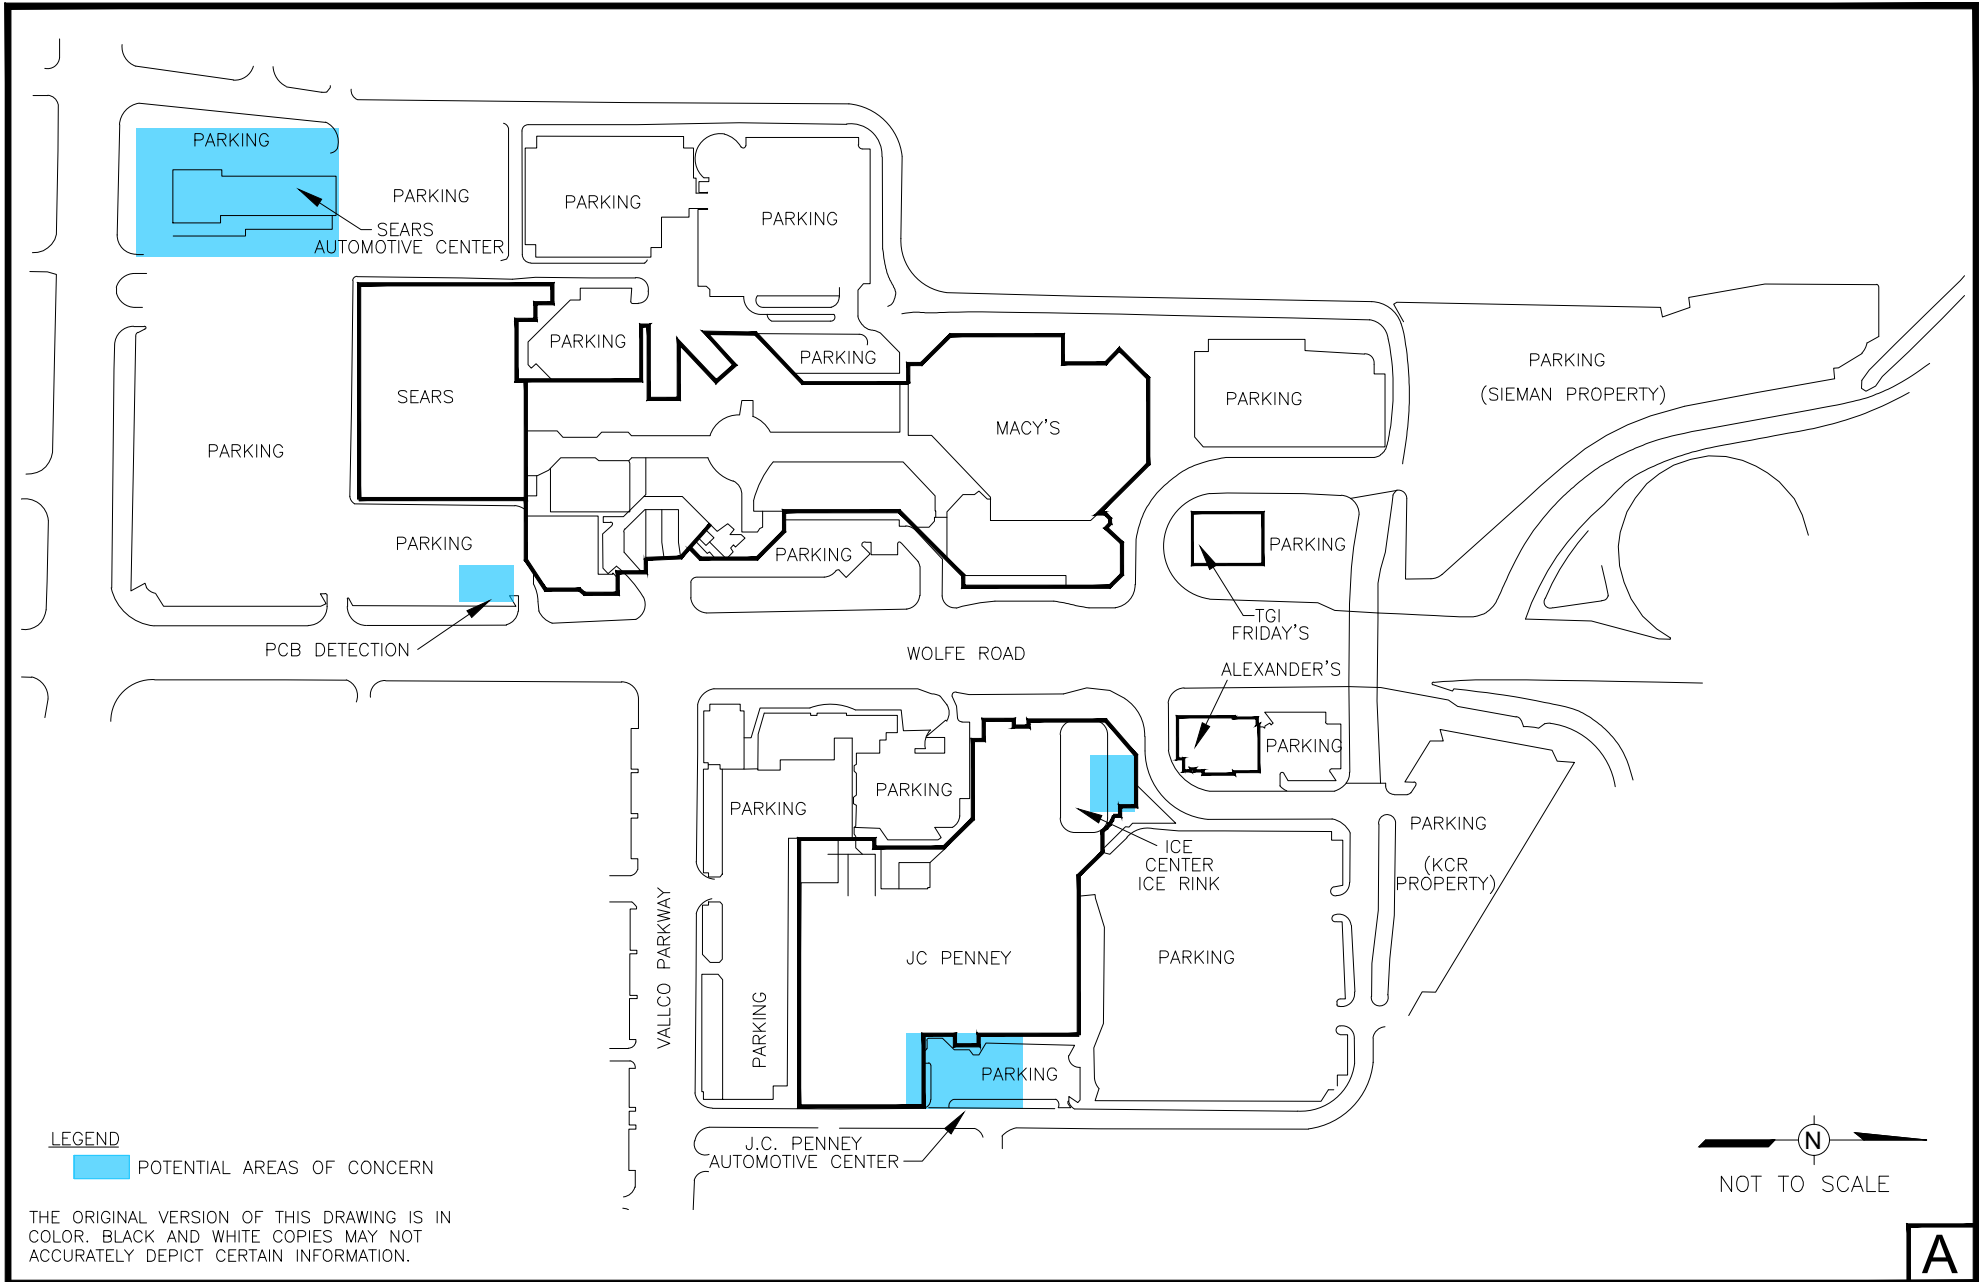 PARKING
PARKING
PARKING
PARKING
SEARS
AUTOMOTIVE CENTER
PARKING
PARKING
PARKING
SEARS
PARKING
(SIEMAN PROPERTY)
PARKING
MACY'S
PARKING
PARKING
PARKING
PARKING
TGI
FRIDAY'S
PCB DETECTION
WOLFE ROAD
ALEXANDER'S
PARKING
PARKING
PARKING
PARKING
(KCR
PROPERTY)
ICE
CENTER
ICE RINK
VALLCO PARKWAY
JC PENNEY
PARKING
PARKING
PARKING
J.C. PENNEY
AUTOMOTIVE CENTER
LEGEND
POTENTIAL AREAS OF CONCERN
N
NOT TO SCALE
THE ORIGINAL VERSION OF THIS DRAWING IS IN
COLOR. BLACK AND WHITE COPIES MAY NOT
ACCURATELY DEPICT CERTAIN INFORMATION.
A